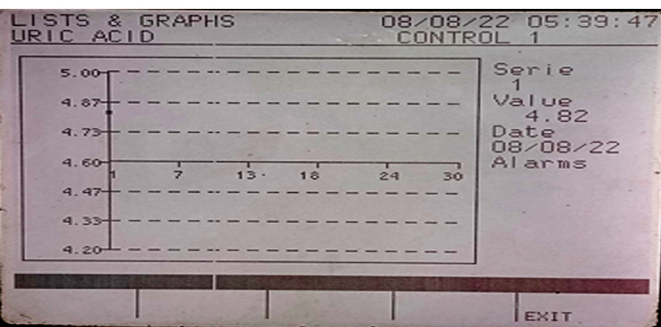 LISTS & GRAPHS 08/08/22 05:39:47
URIC ACID CONTROL 1
5.00
4.87
4.73
4.60
4.47
4.33
4.20
1 7 13 18 24 30
Serie
1
Value
4.82
Date
08/08/22
Alarms
EXIT